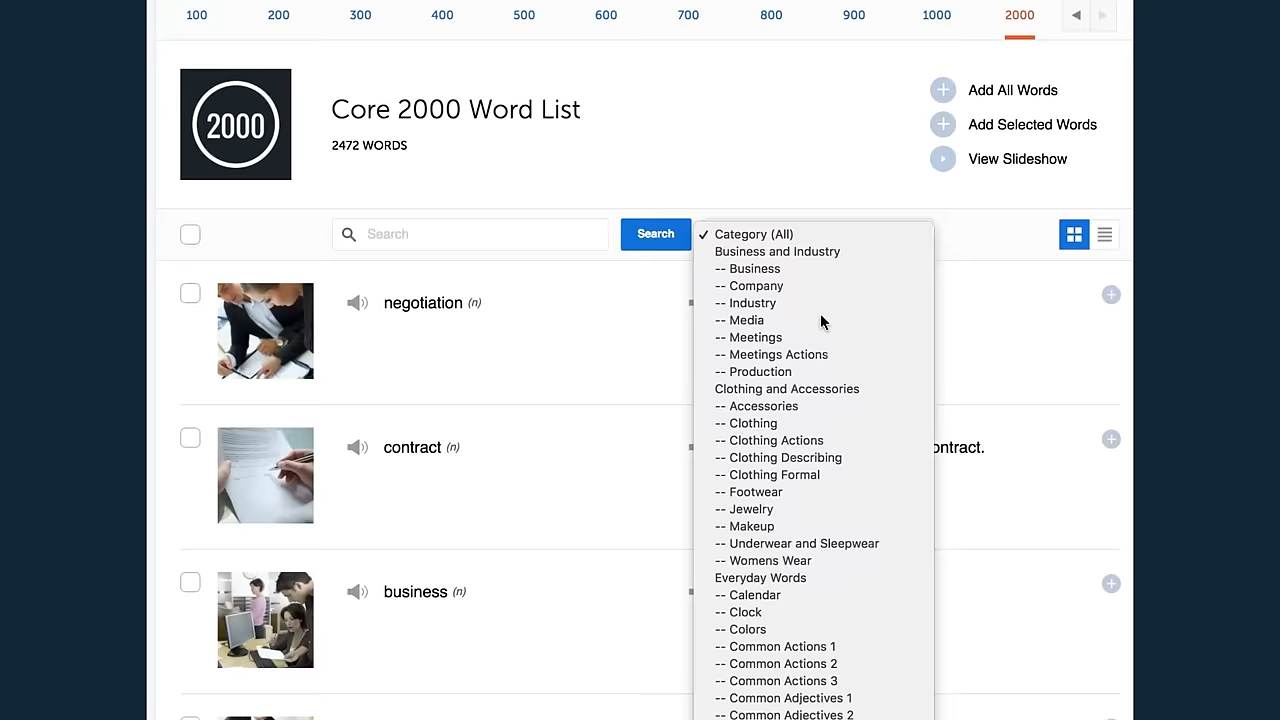 100 200 300 400 500 600 700 800 900 1000 2000
2000
Core 2000 Word List
2472 WORDS
Add All Words
Add Selected Words
View Slideshow
Search
Search
Category (All)
Business and Industry
-- Business
-- Company
-- Industry
-- Media
-- Meetings
-- Meetings Actions
-- Production
Clothing and Accessories
-- Accessories
-- Clothing
-- Clothing Actions
-- Clothing Describing
-- Clothing Formal
-- Footwear
-- Jewelry
-- Makeup
-- Underwear and Sleepwear
-- Womens Wear
Everyday Words
-- Calendar
-- Clock
-- Colors
-- Common Actions 1
-- Common Actions 2
-- Common Actions 3
-- Common Adjectives 1
-- Common Adjectives 2
negotiation (n)
contract (n)
business (n)